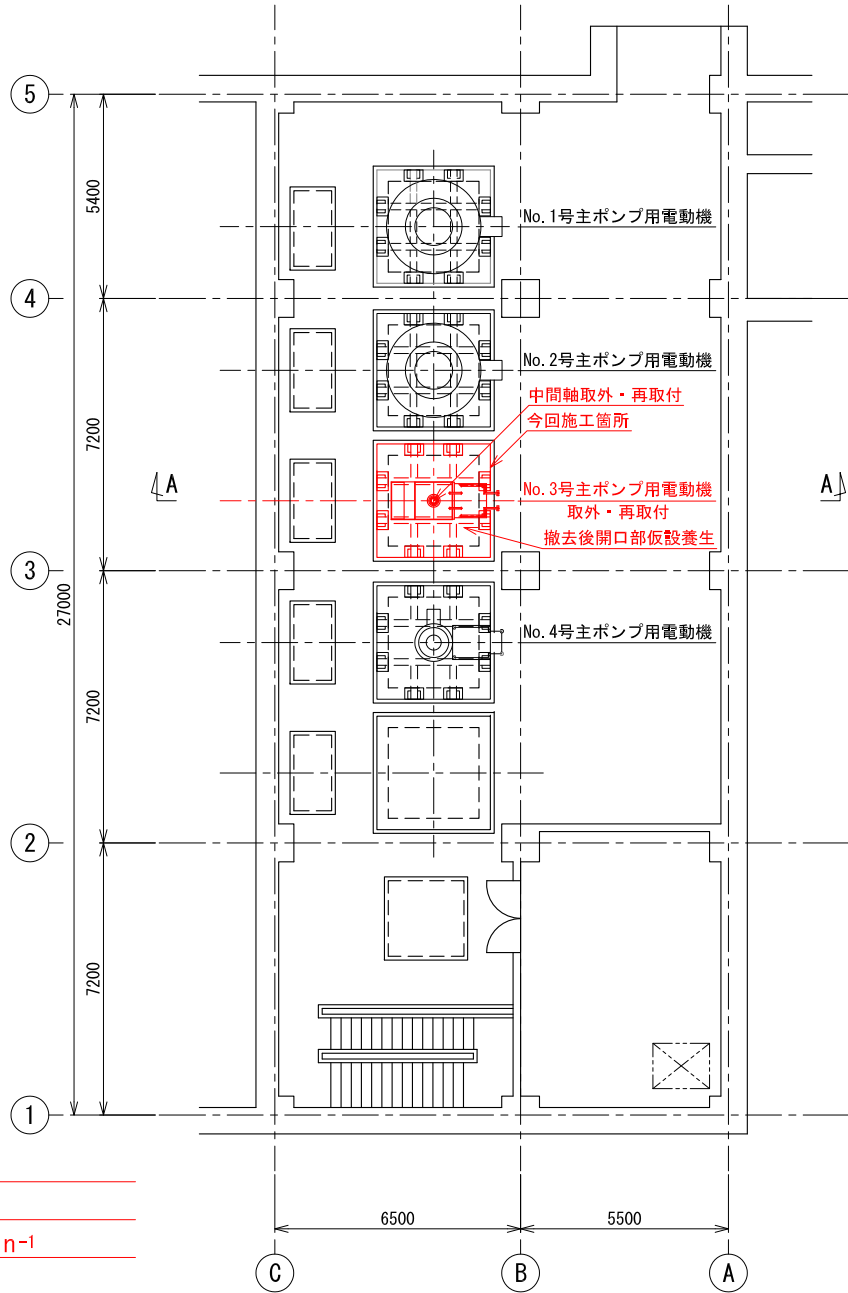 5
5400
No.1号主ポンプ用電動機
4
No.2号主ポンプ用電動機
中間軸取外・再取付
今回施工箇所
7200
A
A
No.3号主ポンプ用電動機
取外・再取付
撤去後開口部仮設養生
3
27000
No.4号主ポンプ用電動機
7200
2
7200
1
n-1
6500
5500
C
B
A